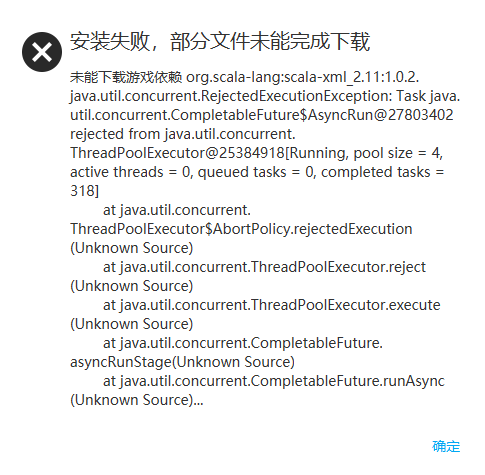 安装失败，部分文件未能完成下载
未能下载游戏依赖 org.scala-lang:scala-xml_2.11:1.0.2.
java.util.concurrent.RejectedExecutionException: Task java.
util.concurrent.CompletableFuture$AsyncRun@27803402
rejected from java.util.concurrent.
ThreadPoolExecutor@25384918[Running, pool size = 4,
active threads = 0, queued tasks = 0, completed tasks =
318]
at java.util.concurrent.
ThreadPoolExecutor$AbortPolicy.rejectedExecution
(Unknown Source)
at java.util.concurrent.ThreadPoolExecutor.reject
(Unknown Source)
at java.util.concurrent.ThreadPoolExecutor.execute
(Unknown Source)
at java.util.concurrent.CompletableFuture.
asyncRunStage(Unknown Source)
at java.util.concurrent.CompletableFuture.runAsync
(Unknown Source)...
确定